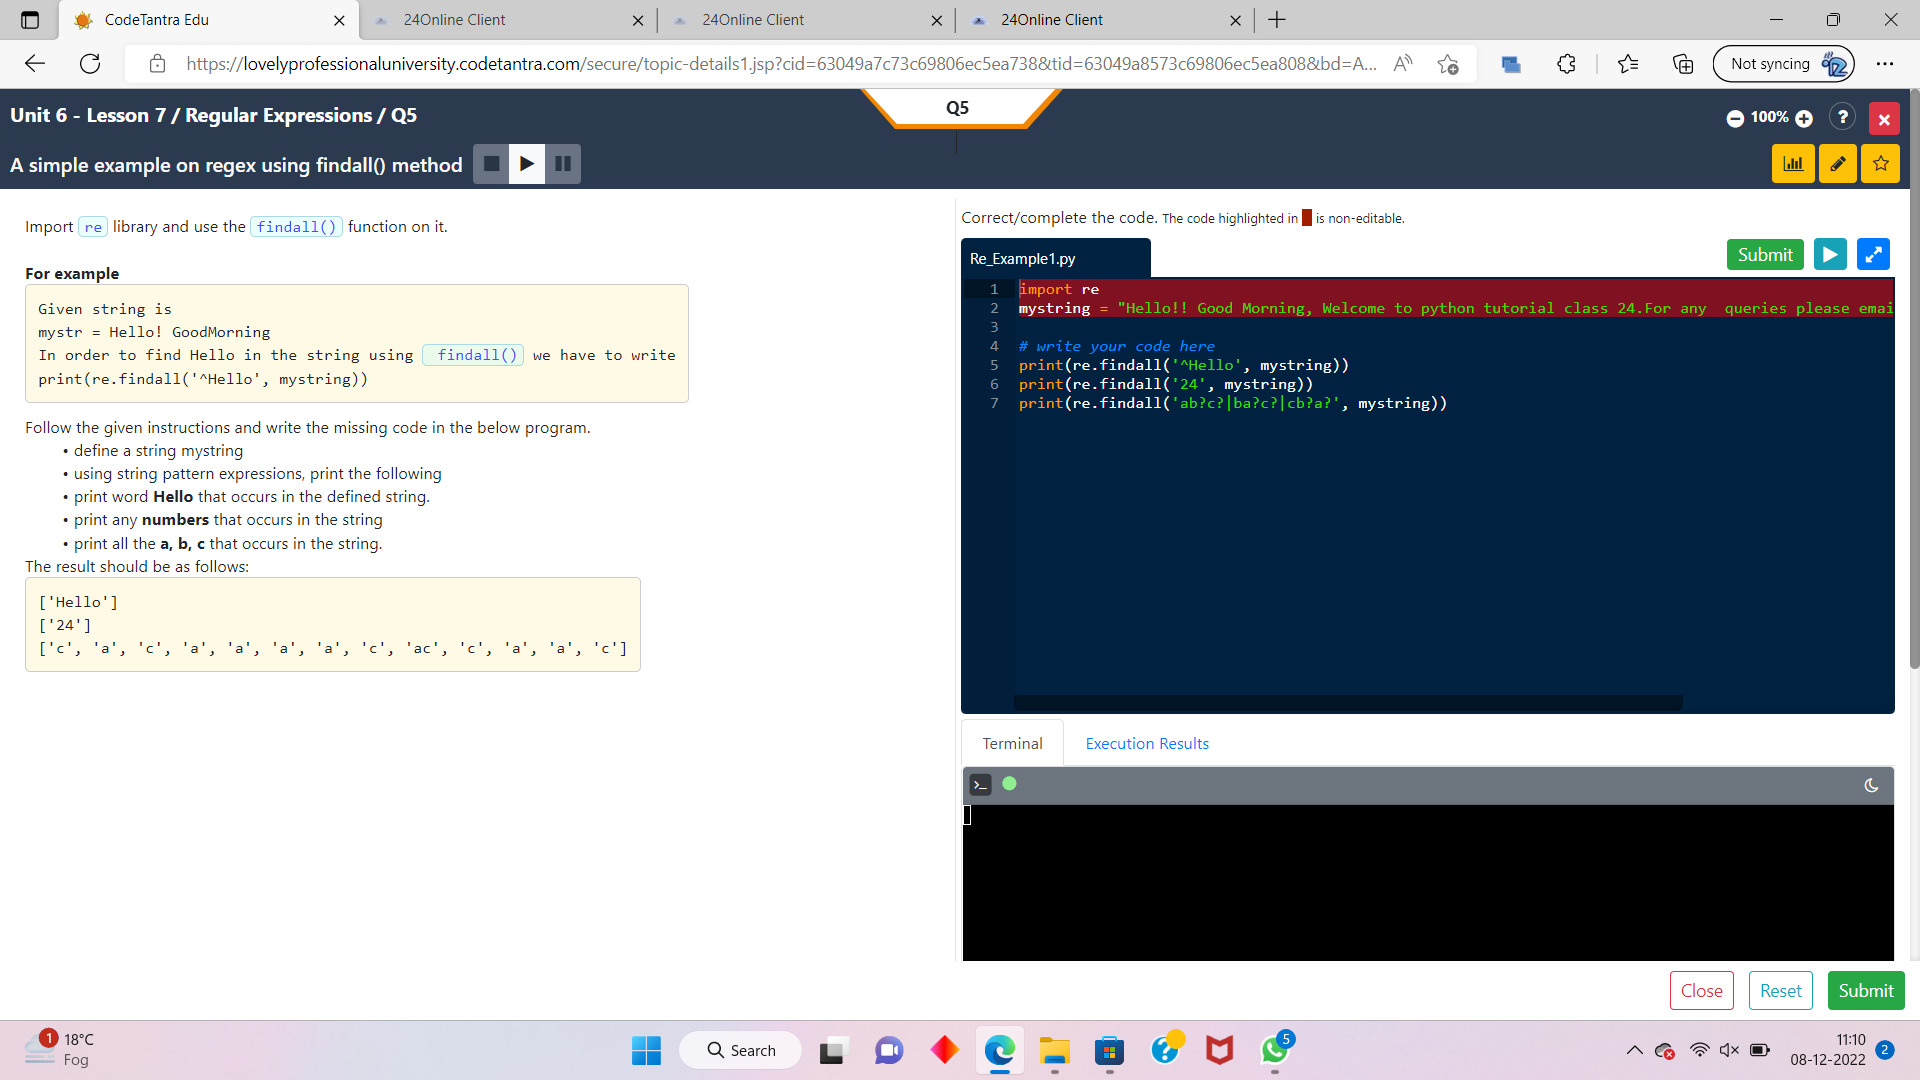 CodeTantra Edu
24Online Client
24Online Client
24Online Client
https://lovelyprofessionaluniversity.codetantra.com/secure/topic-details1.jsp?cid=63049a7c73c69806ec5ea738&tid=63049a8573c69806ec5ea808&bd=A...
Not syncing
Unit 6 - Lesson 7 / Regular Expressions / Q5
Q5
100%
?
A simple example on regex using findall() method
Import re library and use the findall() function on it.
For example
Given string is
mystr = Hello! GoodMorning
In order to find Hello in the string using findall() we have to write
print(re.findall('^Hello', mystring))
Follow the given instructions and write the missing code in the below program.
• define a string mystring
• using string pattern expressions, print the following
• print word Hello that occurs in the defined string.
• print any numbers that occurs in the string
• print all the a, b, c that occurs in the string.
The result should be as follows:
['Hello']
['24']
['c', 'a', 'c', 'a', 'a', 'a', 'a', 'c', 'ac', 'c', 'a', 'a', 'c']
Correct/complete the code. The code highlighted in is non-editable.
Re_Example1.py
Submit
1 import re
2 mystring = "Hello!! Good Morning, Welcome to python tutorial class 24.For any queries please emai
3
4 # write your code here
5 print(re.findall('^Hello', mystring))
6 print(re.findall('24', mystring))
7 print(re.findall('ab?c?|ba?c?|cb?a?', mystring))
Terminal
Execution Results
Close
Reset
Submit
1
18°C
Fog
Search
5
11:10
08-12-2022
2